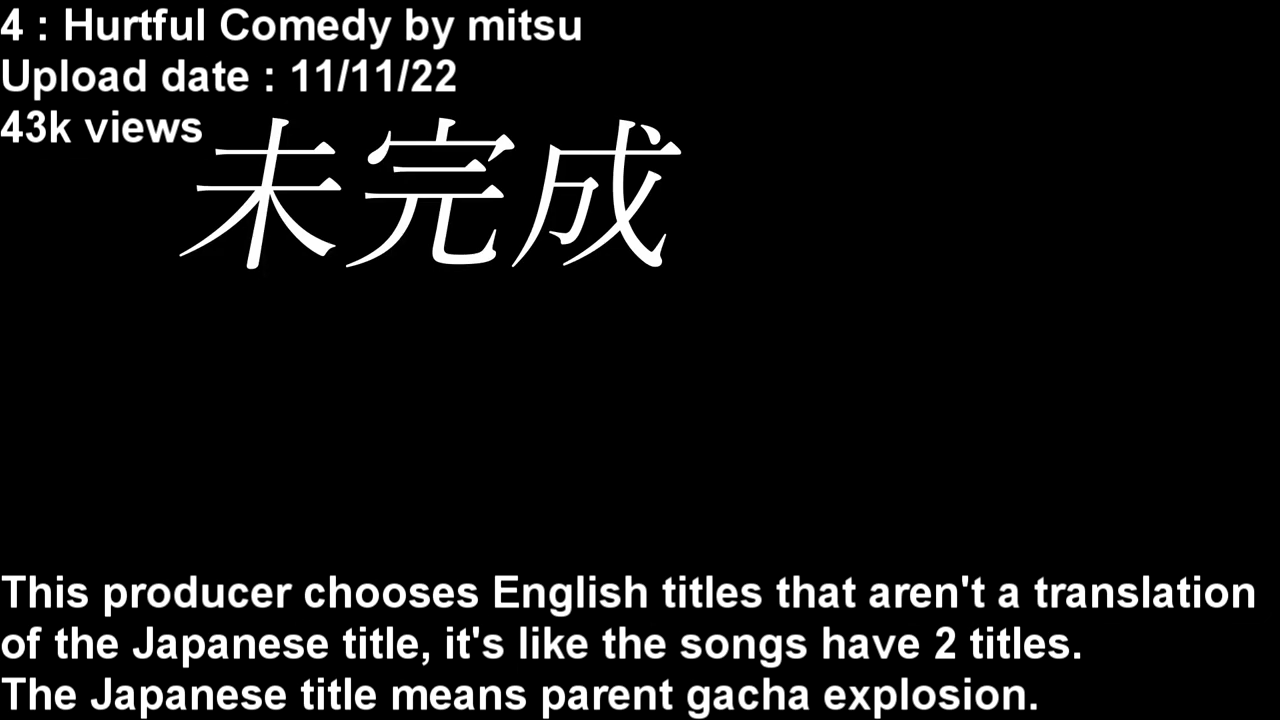 4 : Hurtful Comedy by mitsu
Upload date : 11/11/22
43k views
未完成
This producer chooses English titles that aren't a translation
of the Japanese title, it's like the songs have 2 titles.
The Japanese title means parent gacha explosion.